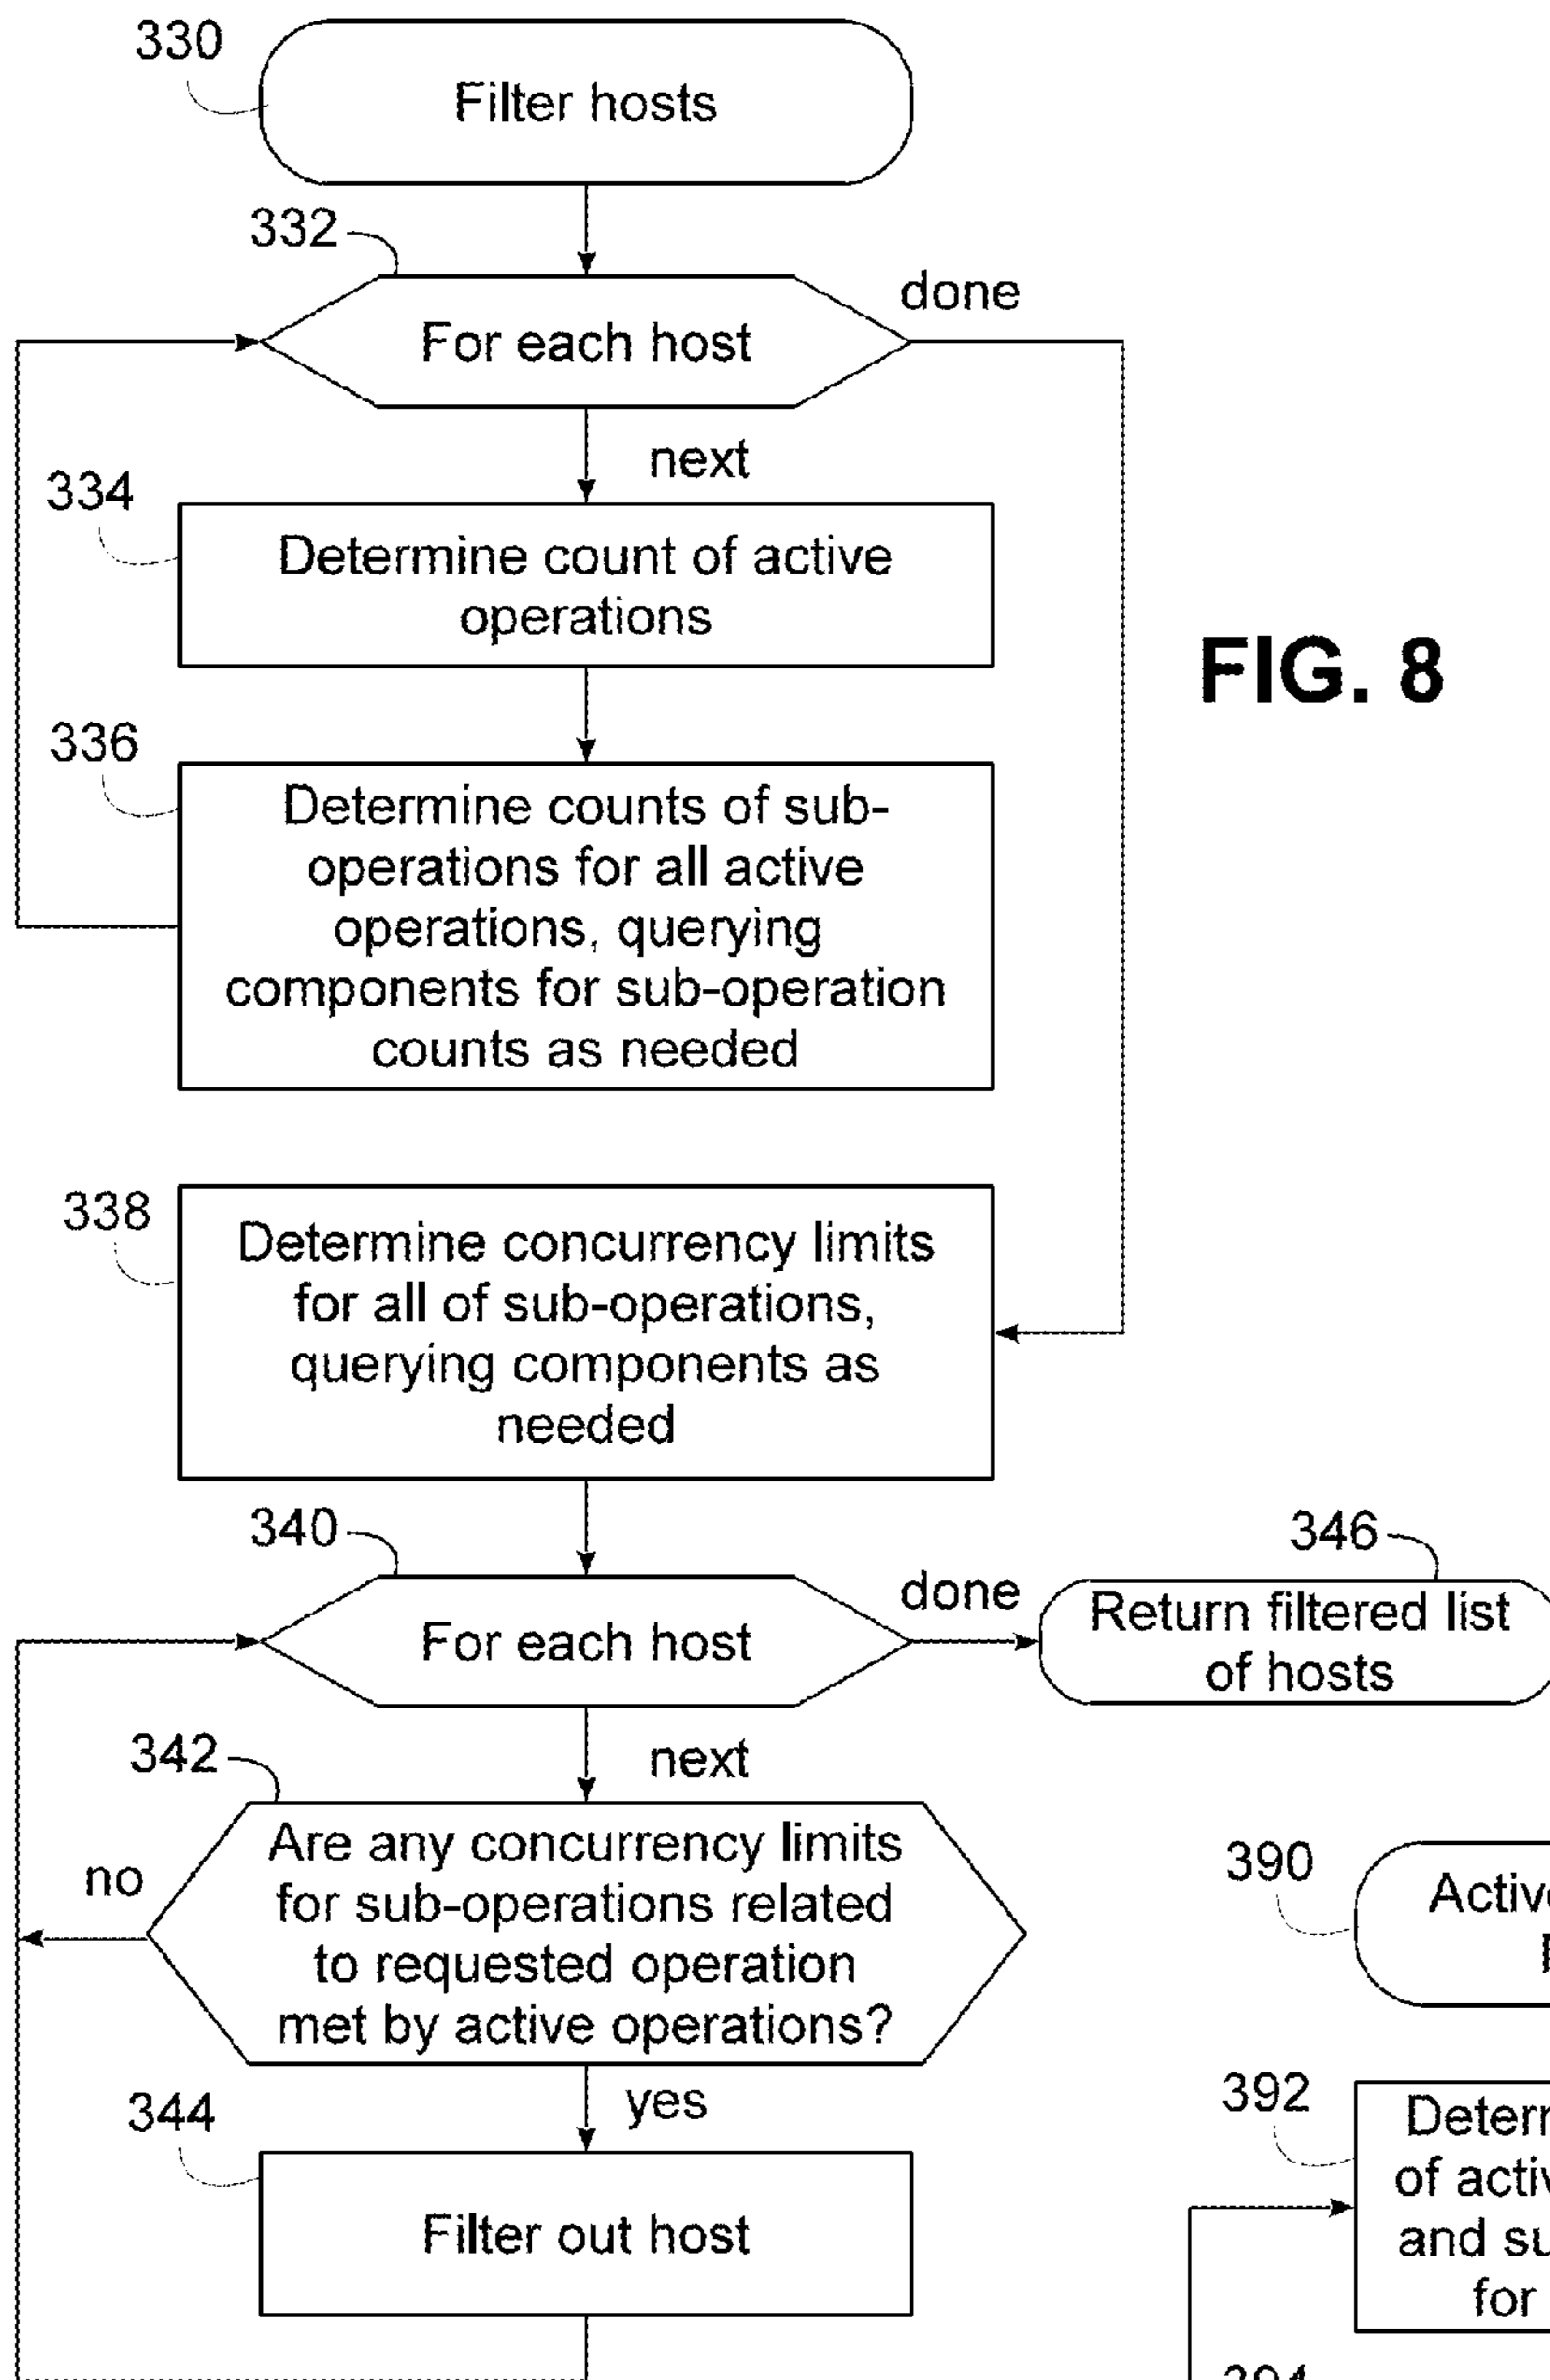 330
Filter hosts
332
For each host
done
next
334
Determine count of active
operations
FIG. 8
336
Determine counts of sub-
operations for all active
operations, querying
components for sub-operation
counts as needed
338
Determine concurrency limits
for all of sub-operations,
querying components as
needed
340
For each host
done
346
Return filtered list
of hosts
next
342
Are any concurrency limits
for sub-operations related
to requested operation
met by active operations?
no
yes
344
Filter out host
390
392
of
and
for
394